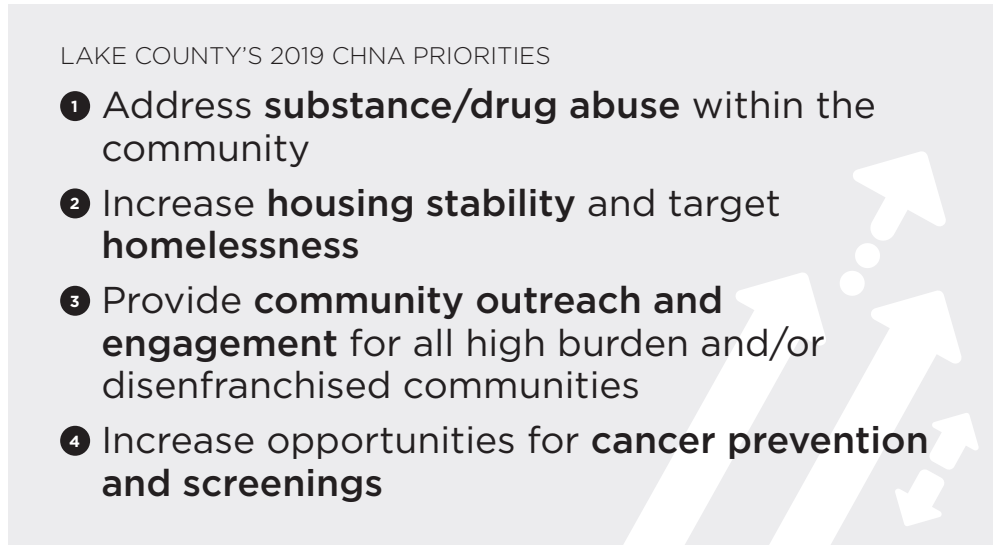 LAKE COUNTY'S 2019 CHNA PRIORITIES
1 Address substance/drug abuse within the
community
2 Increase housing stability and target
homelessness
3 Provide community outreach and
engagement for all high burden and/or
disenfranchised communities
4 Increase opportunities for cancer prevention
and screenings